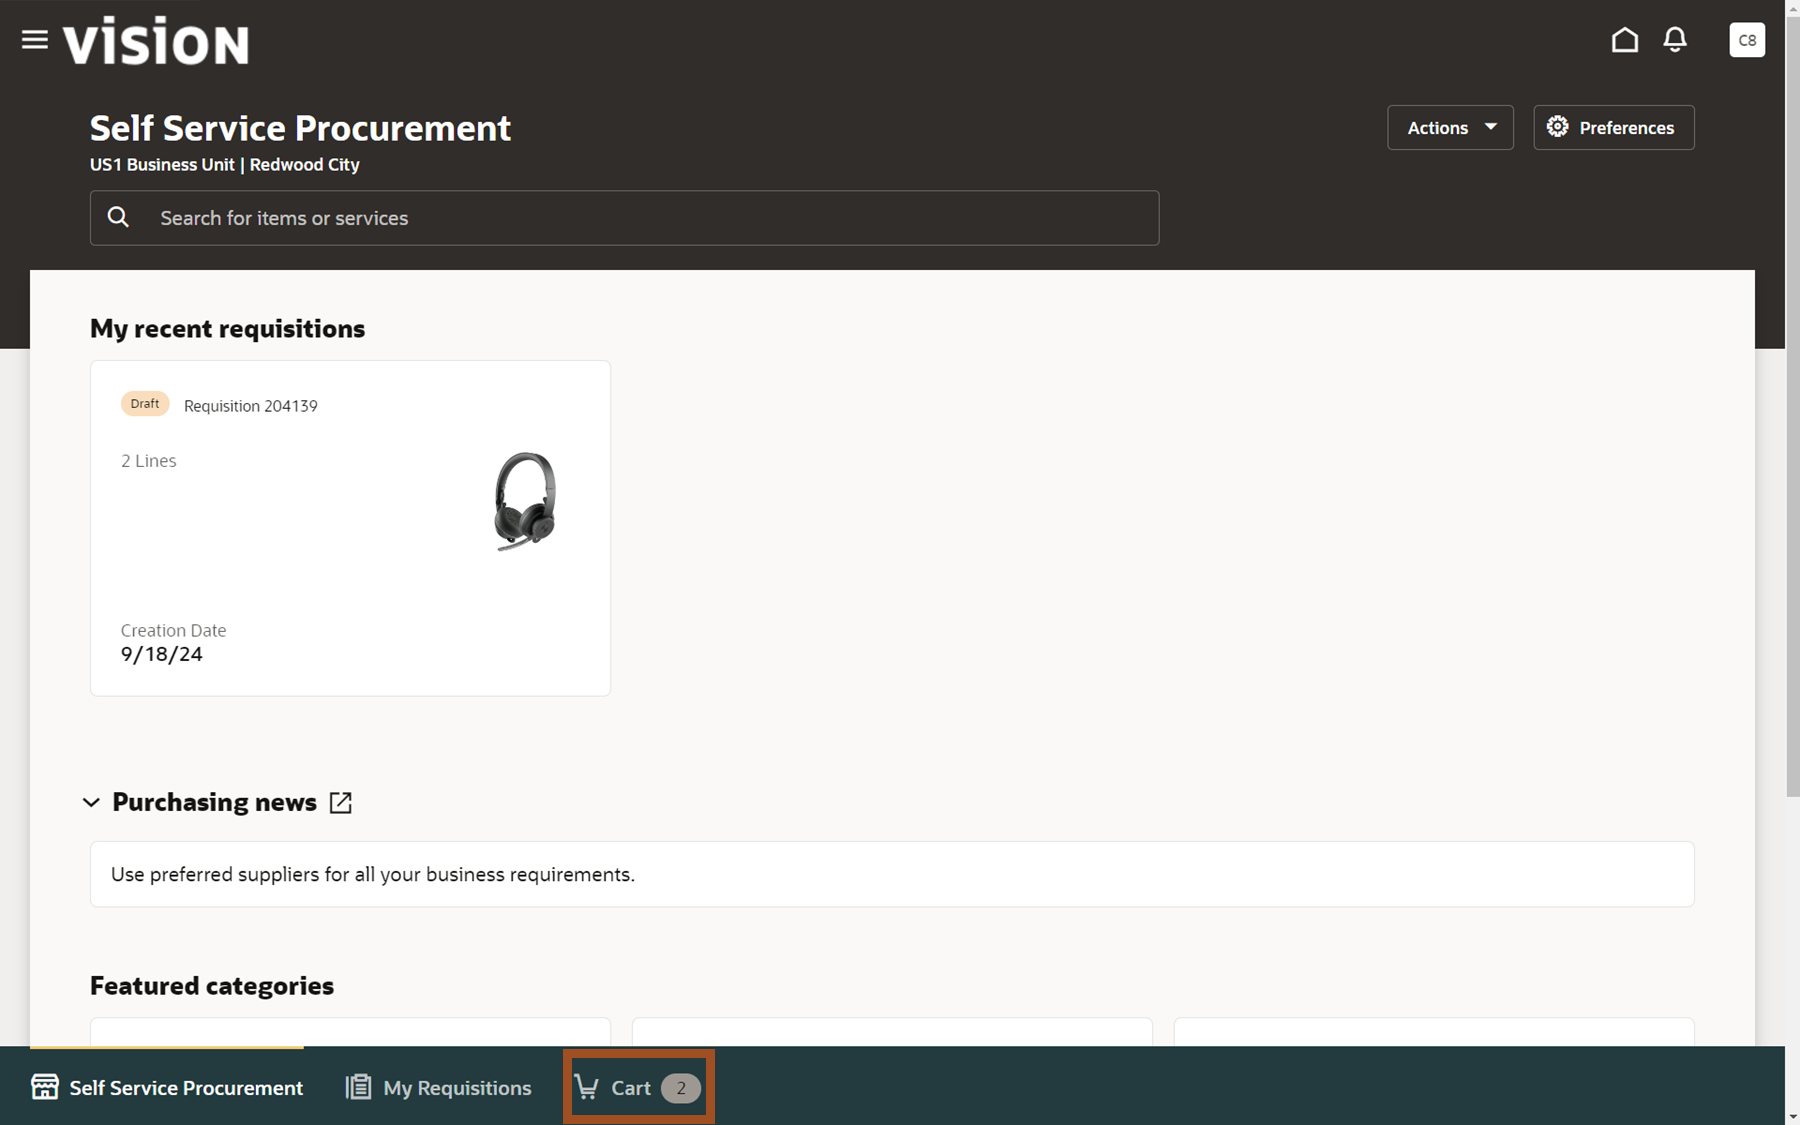 vision
C8
Self Service Procurement
Actions
Preferences
US1 Business Unit | Redwood City
Search for items or services
My recent requisitions
Draft Requisition 204139
2 Lines
Creation Date
9/18/24
Purchasing news
Use preferred suppliers for all your business requirements.
Featured categories
Self Service Procurement
My Requisitions
Cart 2